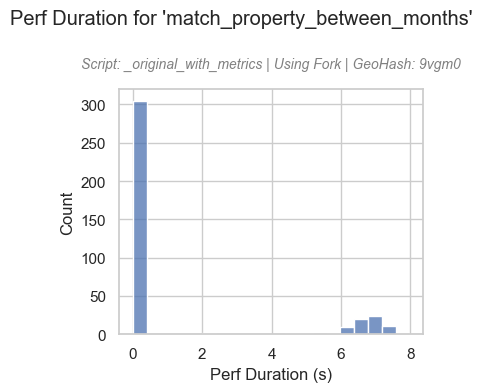 Perf Duration for 'match_property_between_months'
Script: _original_with_metrics | Using Fork | GeoHash: 9vgm0
300
250
200
150
100
50
0
Count
0 2 4 6 8
Perf Duration (s)